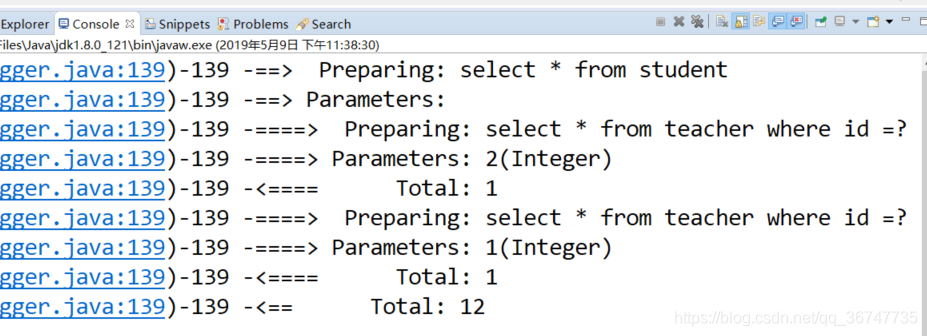 Explorer Console Snippets Problems Search
Files\Java\jdk1.8.0_121\bin\javaw.exe (2019年5月9日 下午11:38:30)
gger.java:139)-139 -==>  Preparing: select * from student
gger.java:139)-139 -==> Parameters:
gger.java:139)-139 -====>  Preparing: select * from teacher where id =?
gger.java:139)-139 -====> Parameters: 2(Integer)
gger.java:139)-139 -<====      Total: 1
gger.java:139)-139 -====>  Preparing: select * from teacher where id =?
gger.java:139)-139 -====> Parameters: 1(Integer)
gger.java:139)-139 -<====      Total: 1
gger.java:139)-139 -<==      Total: 12
https://blog.csdn.net/qq_36747735